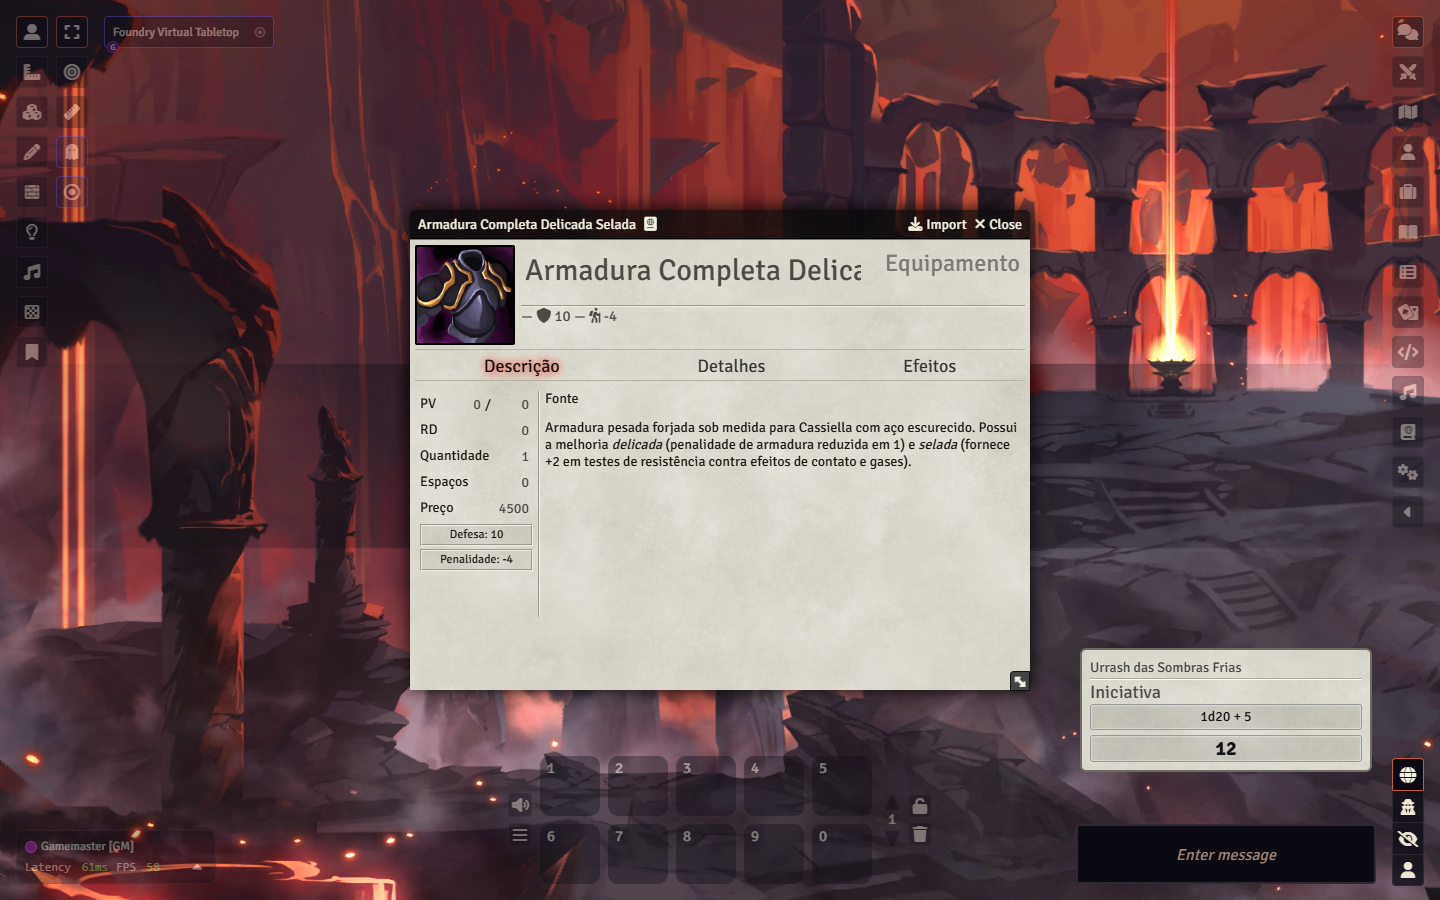 Foundry Virtual Tabletop
G
Armadura Completa Delicada Selada
Import
Close
Armadura Completa Delica
Equipamento
— 10 — -4
Descrição
Detalhes
Efeitos
PV 0 / 0
RD 0
Quantidade 1
Espaços 0
Preço 4500
Defesa: 10
Penalidade: -4
Fonte
Armadura pesada forjada sob medida para Cassiella com aço escurecido. Possui
a melhoria delicada (penalidade de armadura reduzida em 1) e selada (fornece
+2 em testes de resistência contra efeitos de contato e gases).
Urrash das Sombras Frias
Iniciativa
1d20 + 5
12
1 2 3 4 5
1
6 7 8 9 0
Gamemaster [GM]
Latency 61ms FPS 58
Enter message